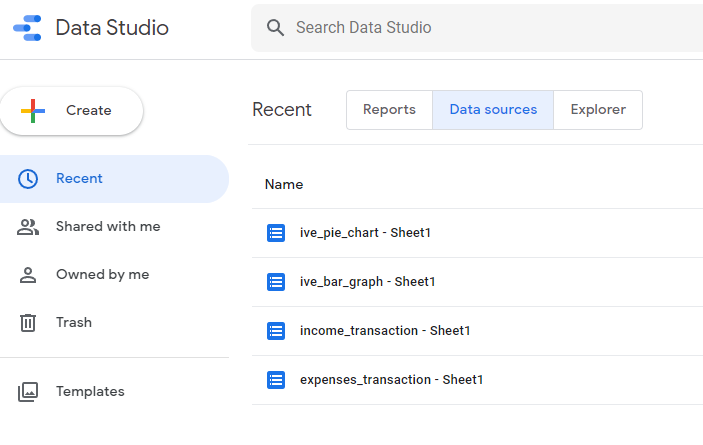 Data Studio
Search Data Studio
Create
Recent
Shared with me
Owned by me
Trash
Templates
Recent
Reports
Data sources
Explorer
Name
ive_pie_chart - Sheet1
ive_bar_graph - Sheet1
income_transaction - Sheet1
expenses_transaction - Sheet1